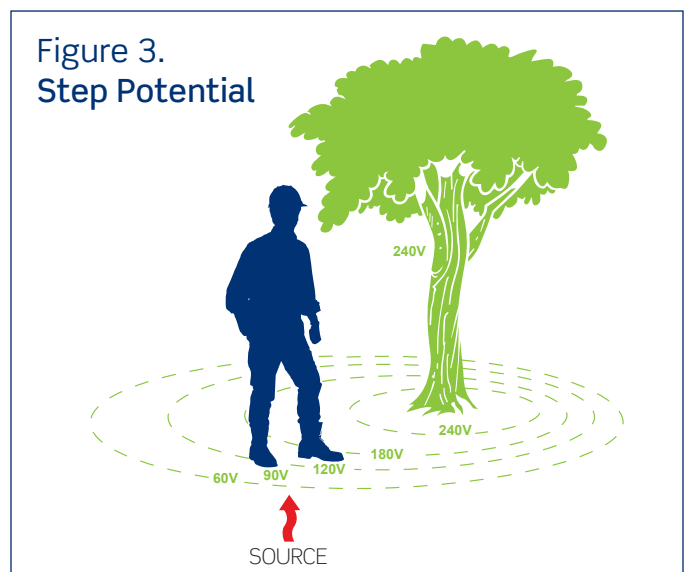 Figure 3.
Step Potential
240V
240V
180V
120V
90V
60V
SOURCE